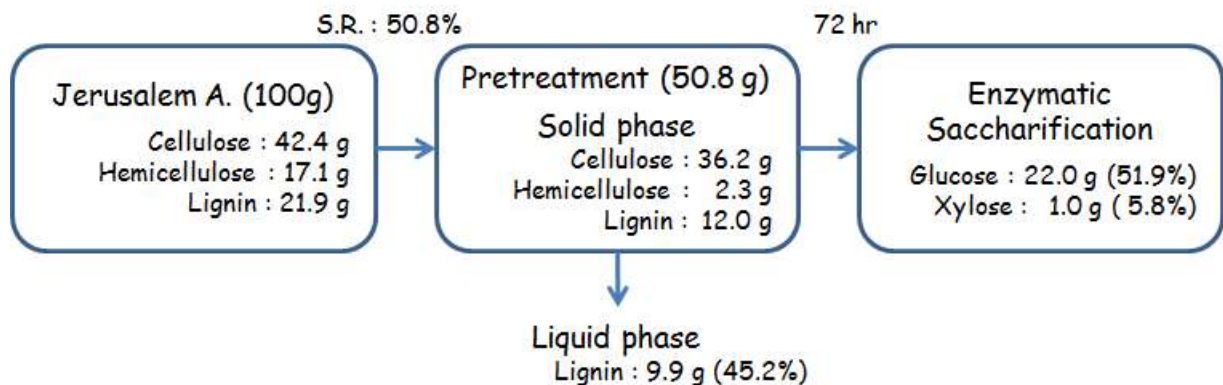 S.R. : 50.8%
72 hr
Jerusalem A. (100g)
Cellulose : 42.4 g
Hemicellulose : 17.1 g
Lignin : 21.9 g
Pretreatment (50.8 g)
Solid phase
Cellulose : 36.2 g
Hemicellulose : 2.3 g
Lignin : 12.0 g
Enzymatic
Saccharification
Glucose : 22.0 g (51.9%)
Xylose : 1.0 g ( 5.8%)
Liquid phase
Lignin : 9.9 g (45.2%)